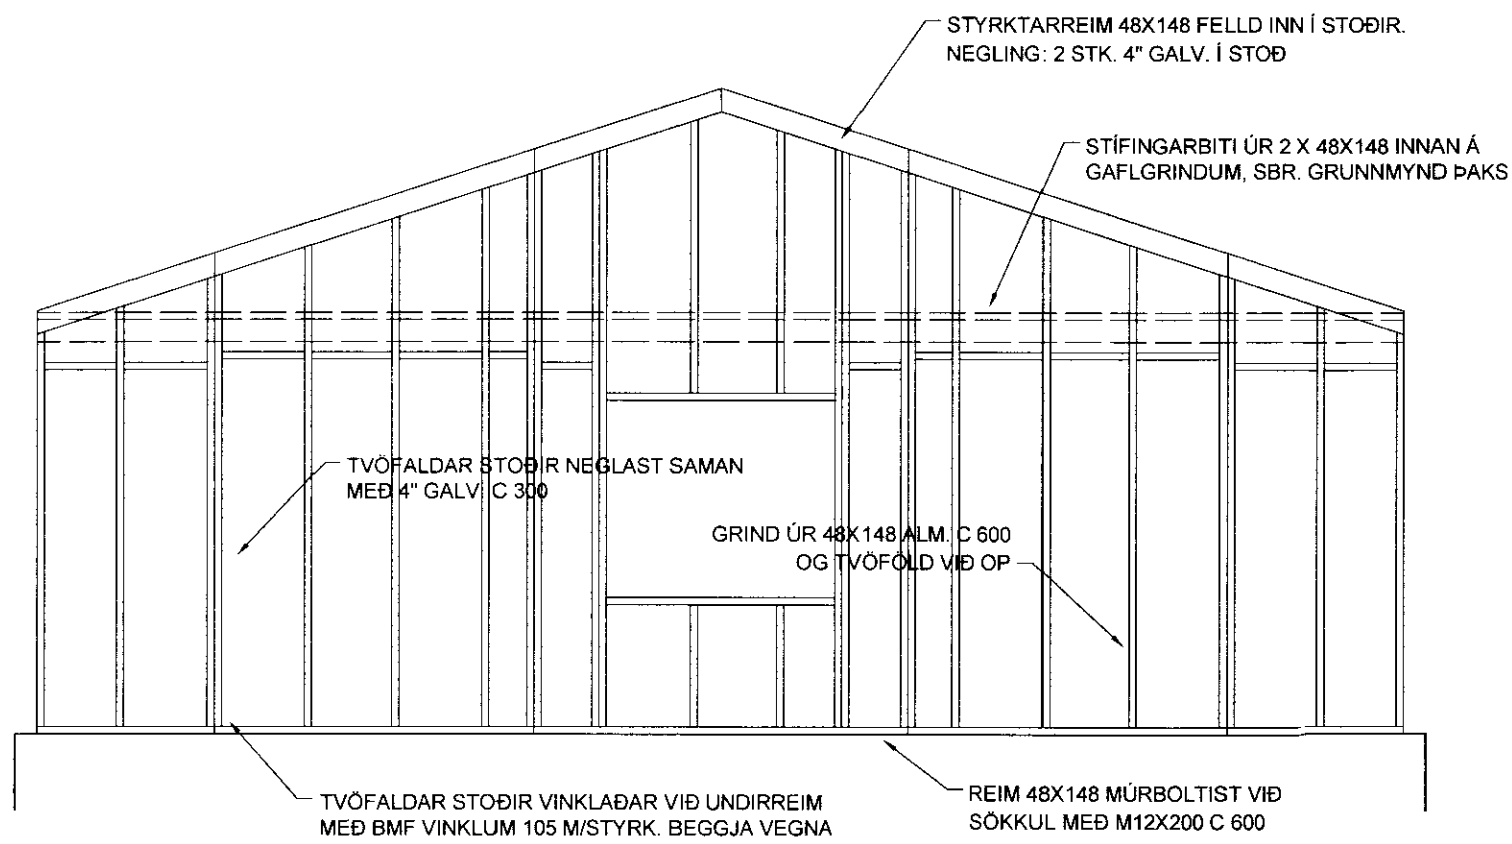 STYRKTARREIM 48X148 FELLD INN Í STOÐIR.
NEGLING: 2 STK. 4" GALV. Í STOÐ
STÍFINGARBITI ÚR 2 X 48X148 INNAN Á
GAFLGRINDUM, SBR. GRUNNMYND ÞAKS
TVÖFALDAR STOÐIR NEGLAST SAMAN
MEÐ 4" GALV. C 300
GRIND ÚR 48X148 ALM. C 600
OG TVÖFÖLD VIÐ OP
TVÖFALDAR STOÐIR VINKLAÐAR VIÐ UNDIRREIM
MEÐ BMF VINKLUM 105 M/STYRK. BEGGJA VEGNA
REIM 48X148 MÚRBOLTIST VIÐ
SÖKKUL MEÐ M12X200 C 600